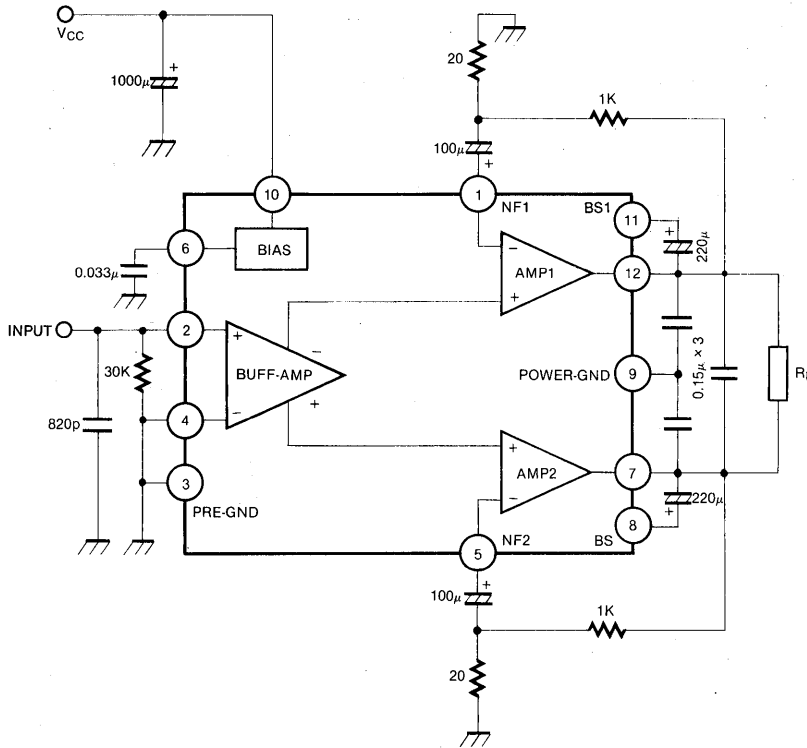 VCC
1000μ
20
1K
100μ
10
1
NF1
BS1
11
6
BIAS
0.033μ
220μ
AMP1
12
INPUT
2
30K
BUFF-AMP
POWER-GND
9
0.15μ × 3
4
820p
3
PRE-GND
AMP2
7
220μ
8
BS
5
NF2
100μ
1K
20
+
+
+
−
+
+
−
−
+
+
−
+
+